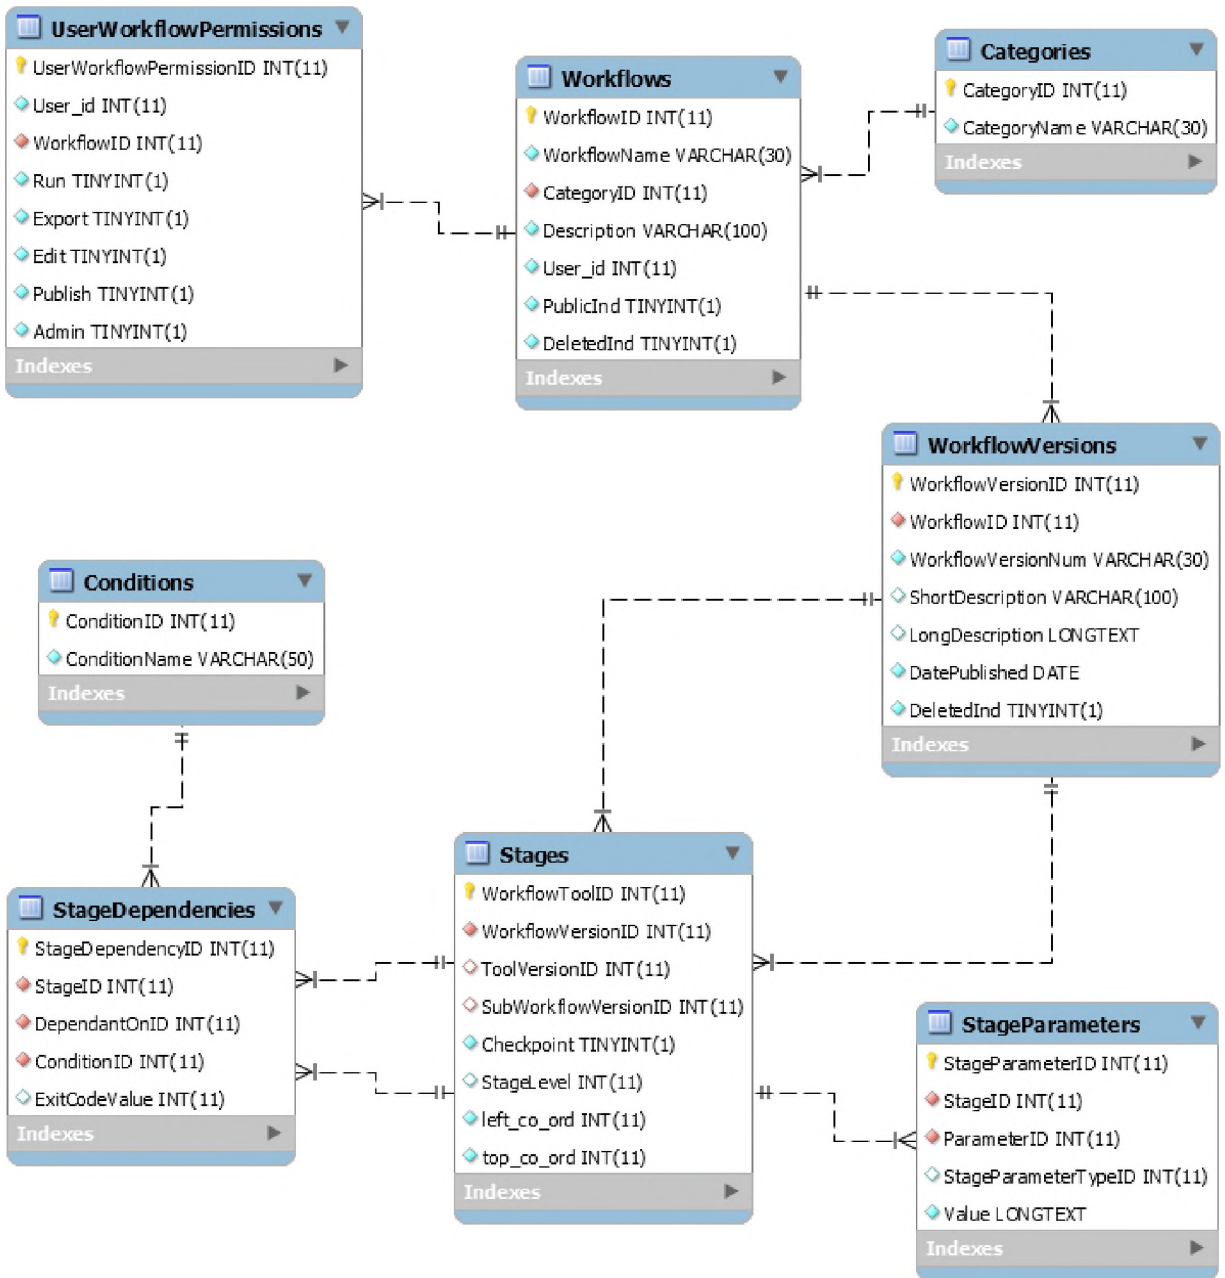 UserWorkflowPermissions
UserWorkflowPermissionID INT(11)
User_id INT(11)
WorkflowID INT(11)
Run TINYINT(1)
Export TINYINT(1)
Edit TINYINT(1)
Publish TINYINT(1)
Admin TINYINT(1)
Indexes
Workflows
WorkflowID INT(11)
WorkflowName VARCHAR(30)
CategoryID INT(11)
Description VARCHAR(100)
User_id INT(11)
PublicInd TINYINT(1)
DeletedInd TINYINT(1)
Indexes
Categories
CategoryID INT(11)
CategoryName VARCHAR(30)
Indexes
WorkflowVersions
WorkflowVersionID INT(11)
WorkflowID INT(11)
WorkflowVersionNum VARCHAR(30)
ShortDescription VARCHAR(100)
LongDescription LONGTEXT
DatePublished DATE
DeletedInd TINYINT(1)
Indexes
Conditions
ConditionID INT(11)
ConditionName VARCHAR(50)
Indexes
StageDependencies
StageDependencyID INT(11)
StageID INT(11)
DependantOnID INT(11)
ConditionID INT(11)
ExitCodeValue INT(11)
Indexes
Stages
WorkflowToolID INT(11)
WorkflowVersionID INT(11)
ToolVersionID INT(11)
SubWorkflowVersionID INT(11)
Checkpoint TINYINT(1)
StageLevel INT(11)
left_co_ord INT(11)
top_co_ord INT(11)
Indexes
StageParameters
StageParameterID INT(11)
StageID INT(11)
ParameterID INT(11)
StageParameterTypeID INT(11)
Value LONGTEXT
Indexes